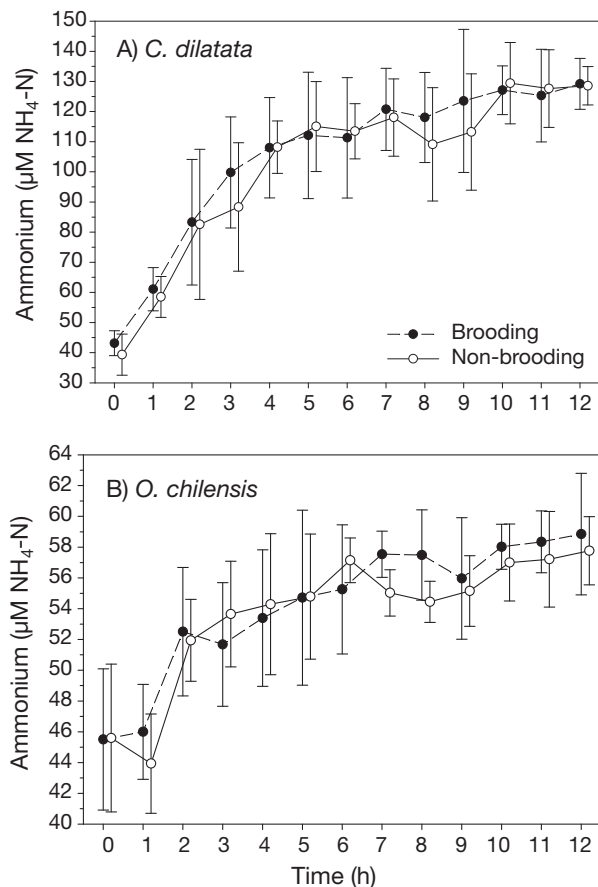 A) C. dilatata
Ammonium (µM NH₄-N)
150
140
130
120
110
100
90
80
70
60
50
40
30
Brooding
Non-brooding
0 1 2 3 4 5 6 7 8 9 10 11 12
B) O. chilensis
Ammonium (µM NH₄-N)
64
62
60
58
56
54
52
50
48
46
44
42
40
0 1 2 3 4 5 6 7 8 9 10 11 12
Time (h)